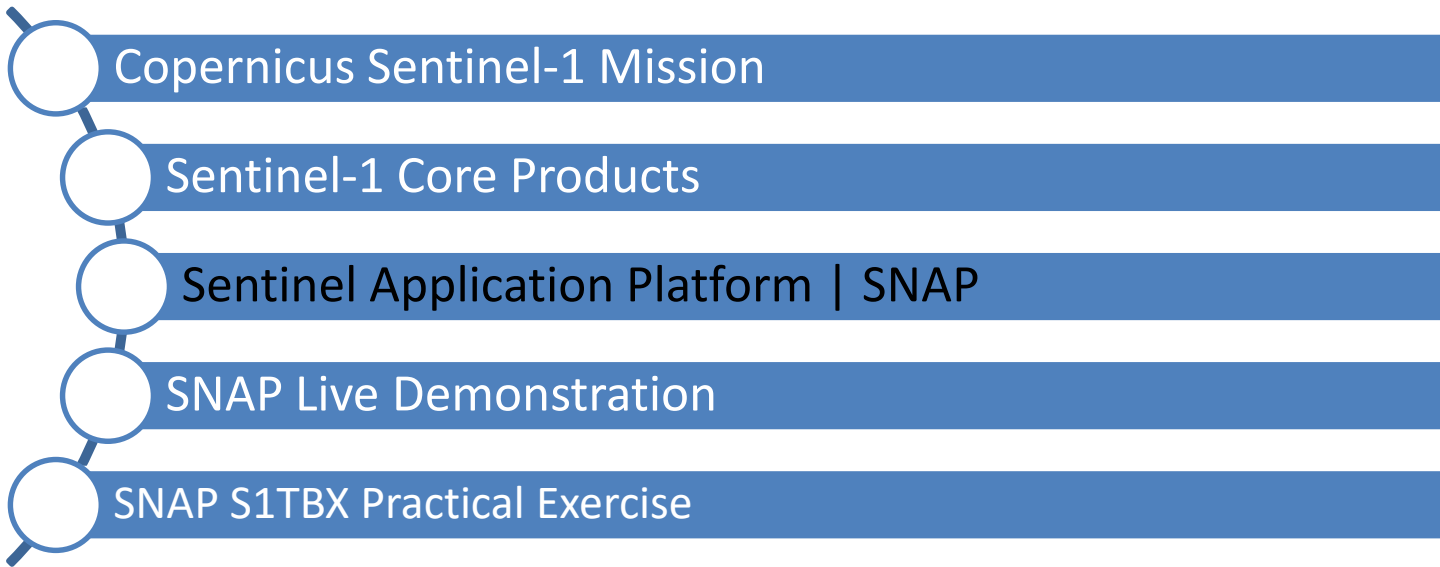 Copernicus Sentinel-1 Mission
Sentinel-1 Core Products
Sentinel Application Platform | SNAP
SNAP Live Demonstration
SNAP S1TBX Practical Exercise